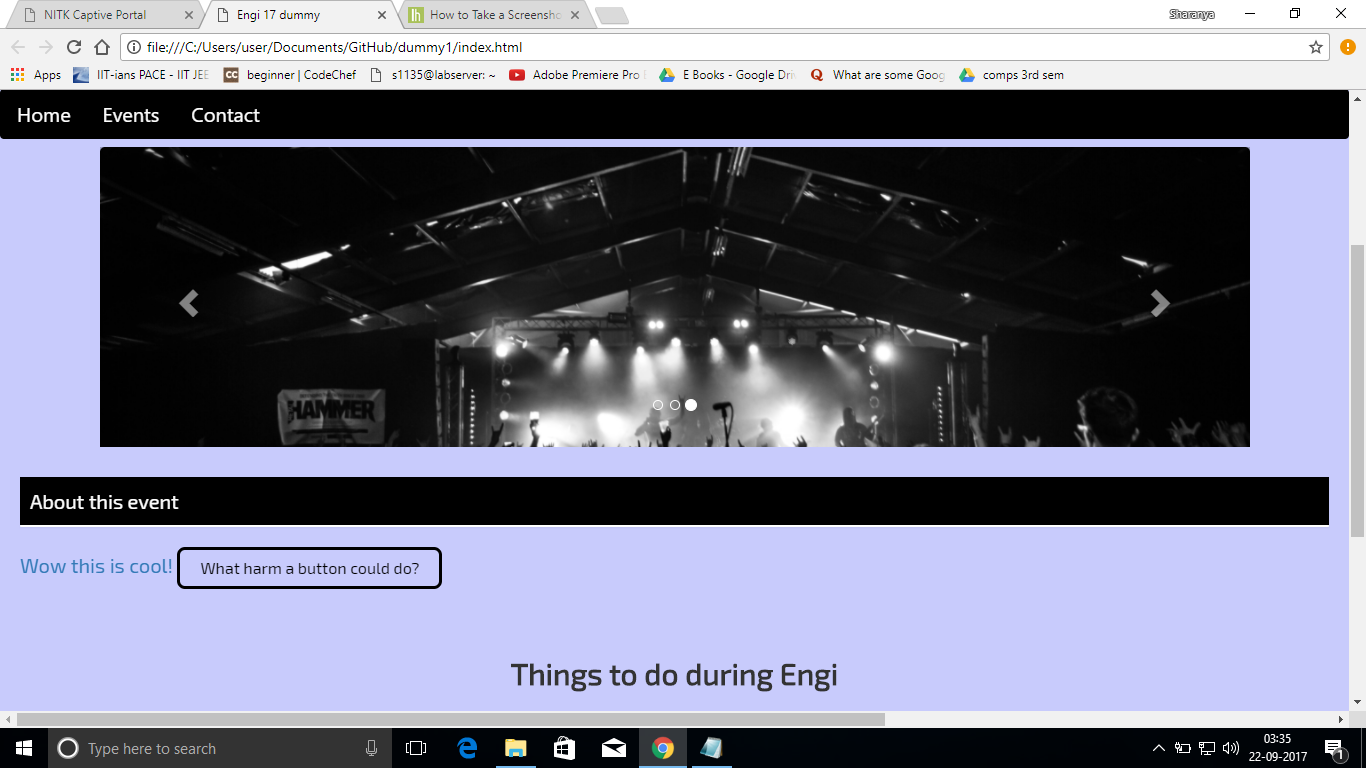 NITK Captive Portal
Engi 17 dummy
How to Take a Screensho
Sharanya
file:///C:/Users/user/Documents/GitHub/dummy1/index.html
Apps
IIT-ians PACE - IIT JEE
CC
beginner | CodeChef
s1135@labserver: ~
Adobe Premiere Pro
E Books - Google Dri
Q
What are some Goog
comps 3rd sem
Home
Events
Contact
HAMMER
About this event
Wow this is cool!
What harm a button could do?
Things to do during Engi
Type here to search
03:35
22-09-2017
1